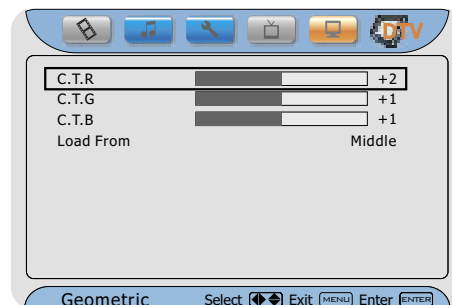 DTV
C.T.R +2
C.T.G +1
C.T.B +1
Load From Middle
Geometric Select Exit MENU Enter ENTER